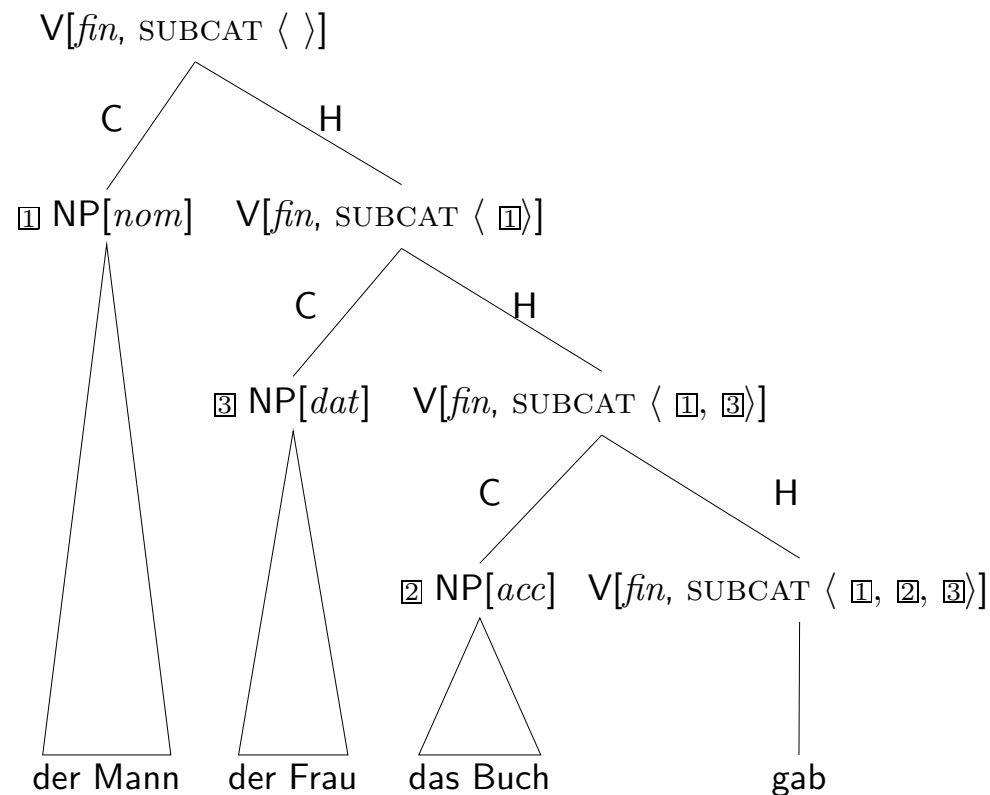 V[fin, SUBCAT ⟨ ⟩]
C H
1 NP[nom] V[fin, SUBCAT ⟨ 1⟩]
C H
3 NP[dat] V[fin, SUBCAT ⟨ 1, 3⟩]
C H
2 NP[acc] V[fin, SUBCAT ⟨ 1, 2, 3⟩]
der Mann der Frau das Buch gab